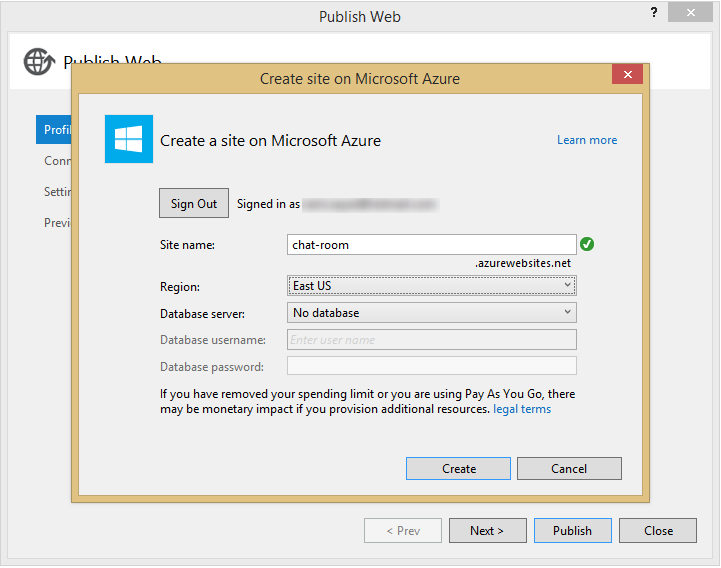 Publish Web
?
Publish Web
Create site on Microsoft Azure
Create a site on Microsoft Azure
Learn more
Profil
Conn
Settin
Previ
Sign Out
Signed in as
Site name:
chat-room
.azurewebsites.net
Region:
East US
Database server:
No database
Database username:
Enter user name
Database password:
If you have removed your spending limit or you are using Pay As You Go, there
may be monetary impact if you provision additional resources. legal terms
Create
Cancel
< Prev
Next >
Publish
Close